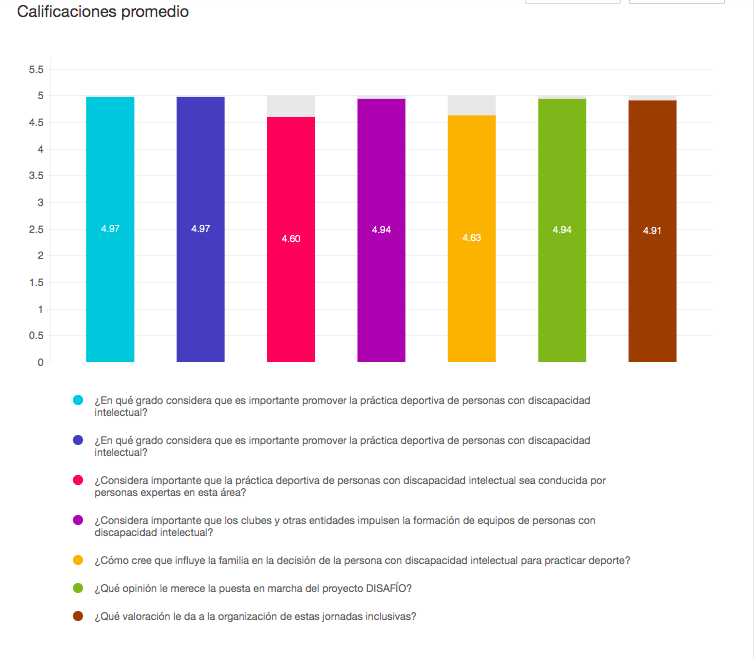 Calificaciones promedio
5.5
5
4.5
4
3.5
3
2.5
2
1.5
1
0.5
0
4.97
4.97
4.60
4.94
4.63
4.94
4.91
¿En qué grado considera que es importante promover la práctica deportiva de personas con discapacidad
intelectual?
¿En qué grado considera que es importante promover la práctica deportiva de personas con discapacidad
intelectual?
¿Considera importante que la práctica deportiva de personas con discapacidad intelectual sea conducida por
personas expertas en esta área?
¿Considera importante que los clubes y otras entidades impulsen la formación de equipos de personas con
discapacidad intelectual?
¿Cómo cree que influye la familia en la decisión de la persona con discapacidad intelectual para practicar deporte?
¿Qué opinión le merece la puesta en marcha del proyecto DISAFÍO?
¿Qué valoración le da a la organización de estas jornadas inclusivas?